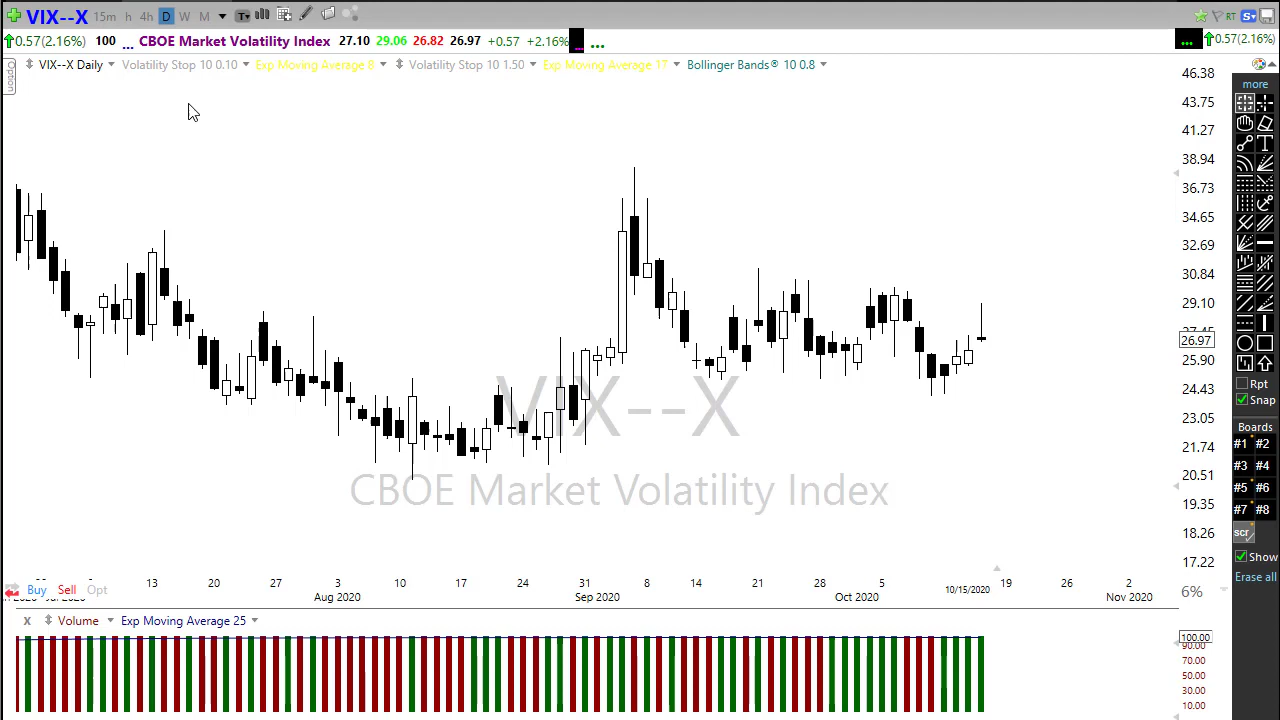 VIX--X 15m h 4h D W M T RT S
0.57(2.16%) 100 ... CBOE Market Volatility Index 27.10 29.06 26.82 26.97 +0.57 +2.16% ... ... 0.57(2.16%)
Option VIX--X Daily Volatility Stop 10 0.10 Exp Moving Average 8 Volatility Stop 10 1.50 Exp Moving Average 17 Bollinger Bands® 10 0.8
46.38
43.75
41.27
38.94
36.73
34.65
32.69
30.84
29.10
27.45
26.97
25.90
24.43
23.05
21.74
20.51
19.35
18.26
17.22
more
T
Rpt
Snap
Boards
#1 #2
#3 #4
#5 #6
#7 #8
scr
Show
Erase all
VIX--X
CBOE Market Volatility Index
13 20 27 3 10 17 24 31 8 14 21 28 5 10/15/2020 19 26 2
Buy Sell Opt
Aug 2020 Sep 2020 Oct 2020 Nov 2020
6%
X Volume Exp Moving Average 25
100.00
90.00
70.00
50.00
30.00
10.00